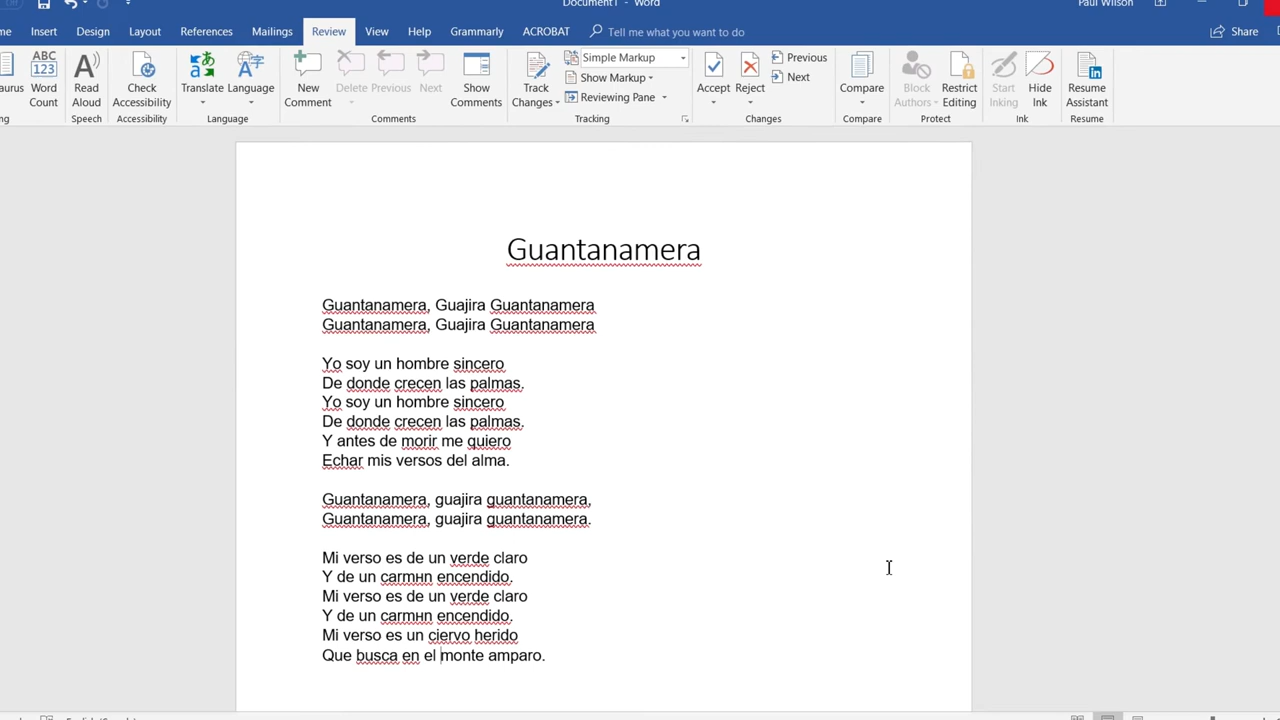 Document1 - Word
Paul Wilson
Insert Design Layout References Mailings Review View Help Grammarly ACROBAT Tell me what you want to do Share
Word Count
Read Aloud
Check Accessibility
Translate
Language
New Comment
Delete
Previous
Next
Show Comments
Track Changes
Simple Markup
Show Markup
Reviewing Pane
Accept
Reject
Previous
Next
Compare
Block Authors
Restrict Editing
Start Inking
Hide Ink
Resume Assistant
Speech Accessibility Language Comments Tracking Changes Compare Protect Ink Resume
Guantanamera
Guantanamera, Guajira Guantanamera
Guantanamera, Guajira Guantanamera
Yo soy un hombre sincero
De donde crecen las palmas.
Yo soy un hombre sincero
De donde crecen las palmas.
Y antes de morir me quiero
Echar mis versos del alma.
Guantanamera, guajira guantanamera,
Guantanamera, guajira guantanamera.
Mi verso es de un verde claro
Y de un carmнn encendido.
Mi verso es de un verde claro
Y de un carmнn encendido.
Mi verso es un ciervo herido
Que busca en el monte amparo.